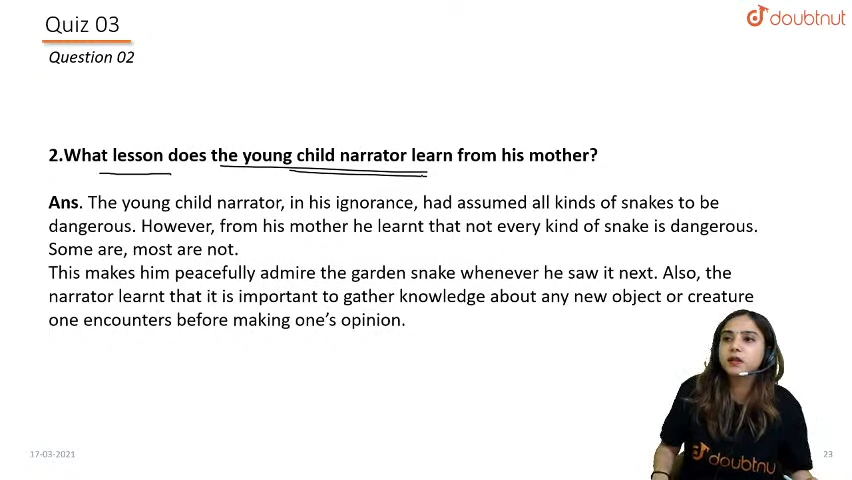 Quiz 03
doubtnut
Question 02
2.What lesson does the young child narrator learn from his mother?
Ans. The young child narrator, in his ignorance, had assumed all kinds of snakes to be
dangerous. However, from his mother he learnt that not every kind of snake is dangerous.
Some are, most are not.
This makes him peacefully admire the garden snake whenever he saw it next. Also, the
narrator learnt that it is important to gather knowledge about any new object or creature
one encounters before making one's opinion.
doubtnu
17-03-2021
23